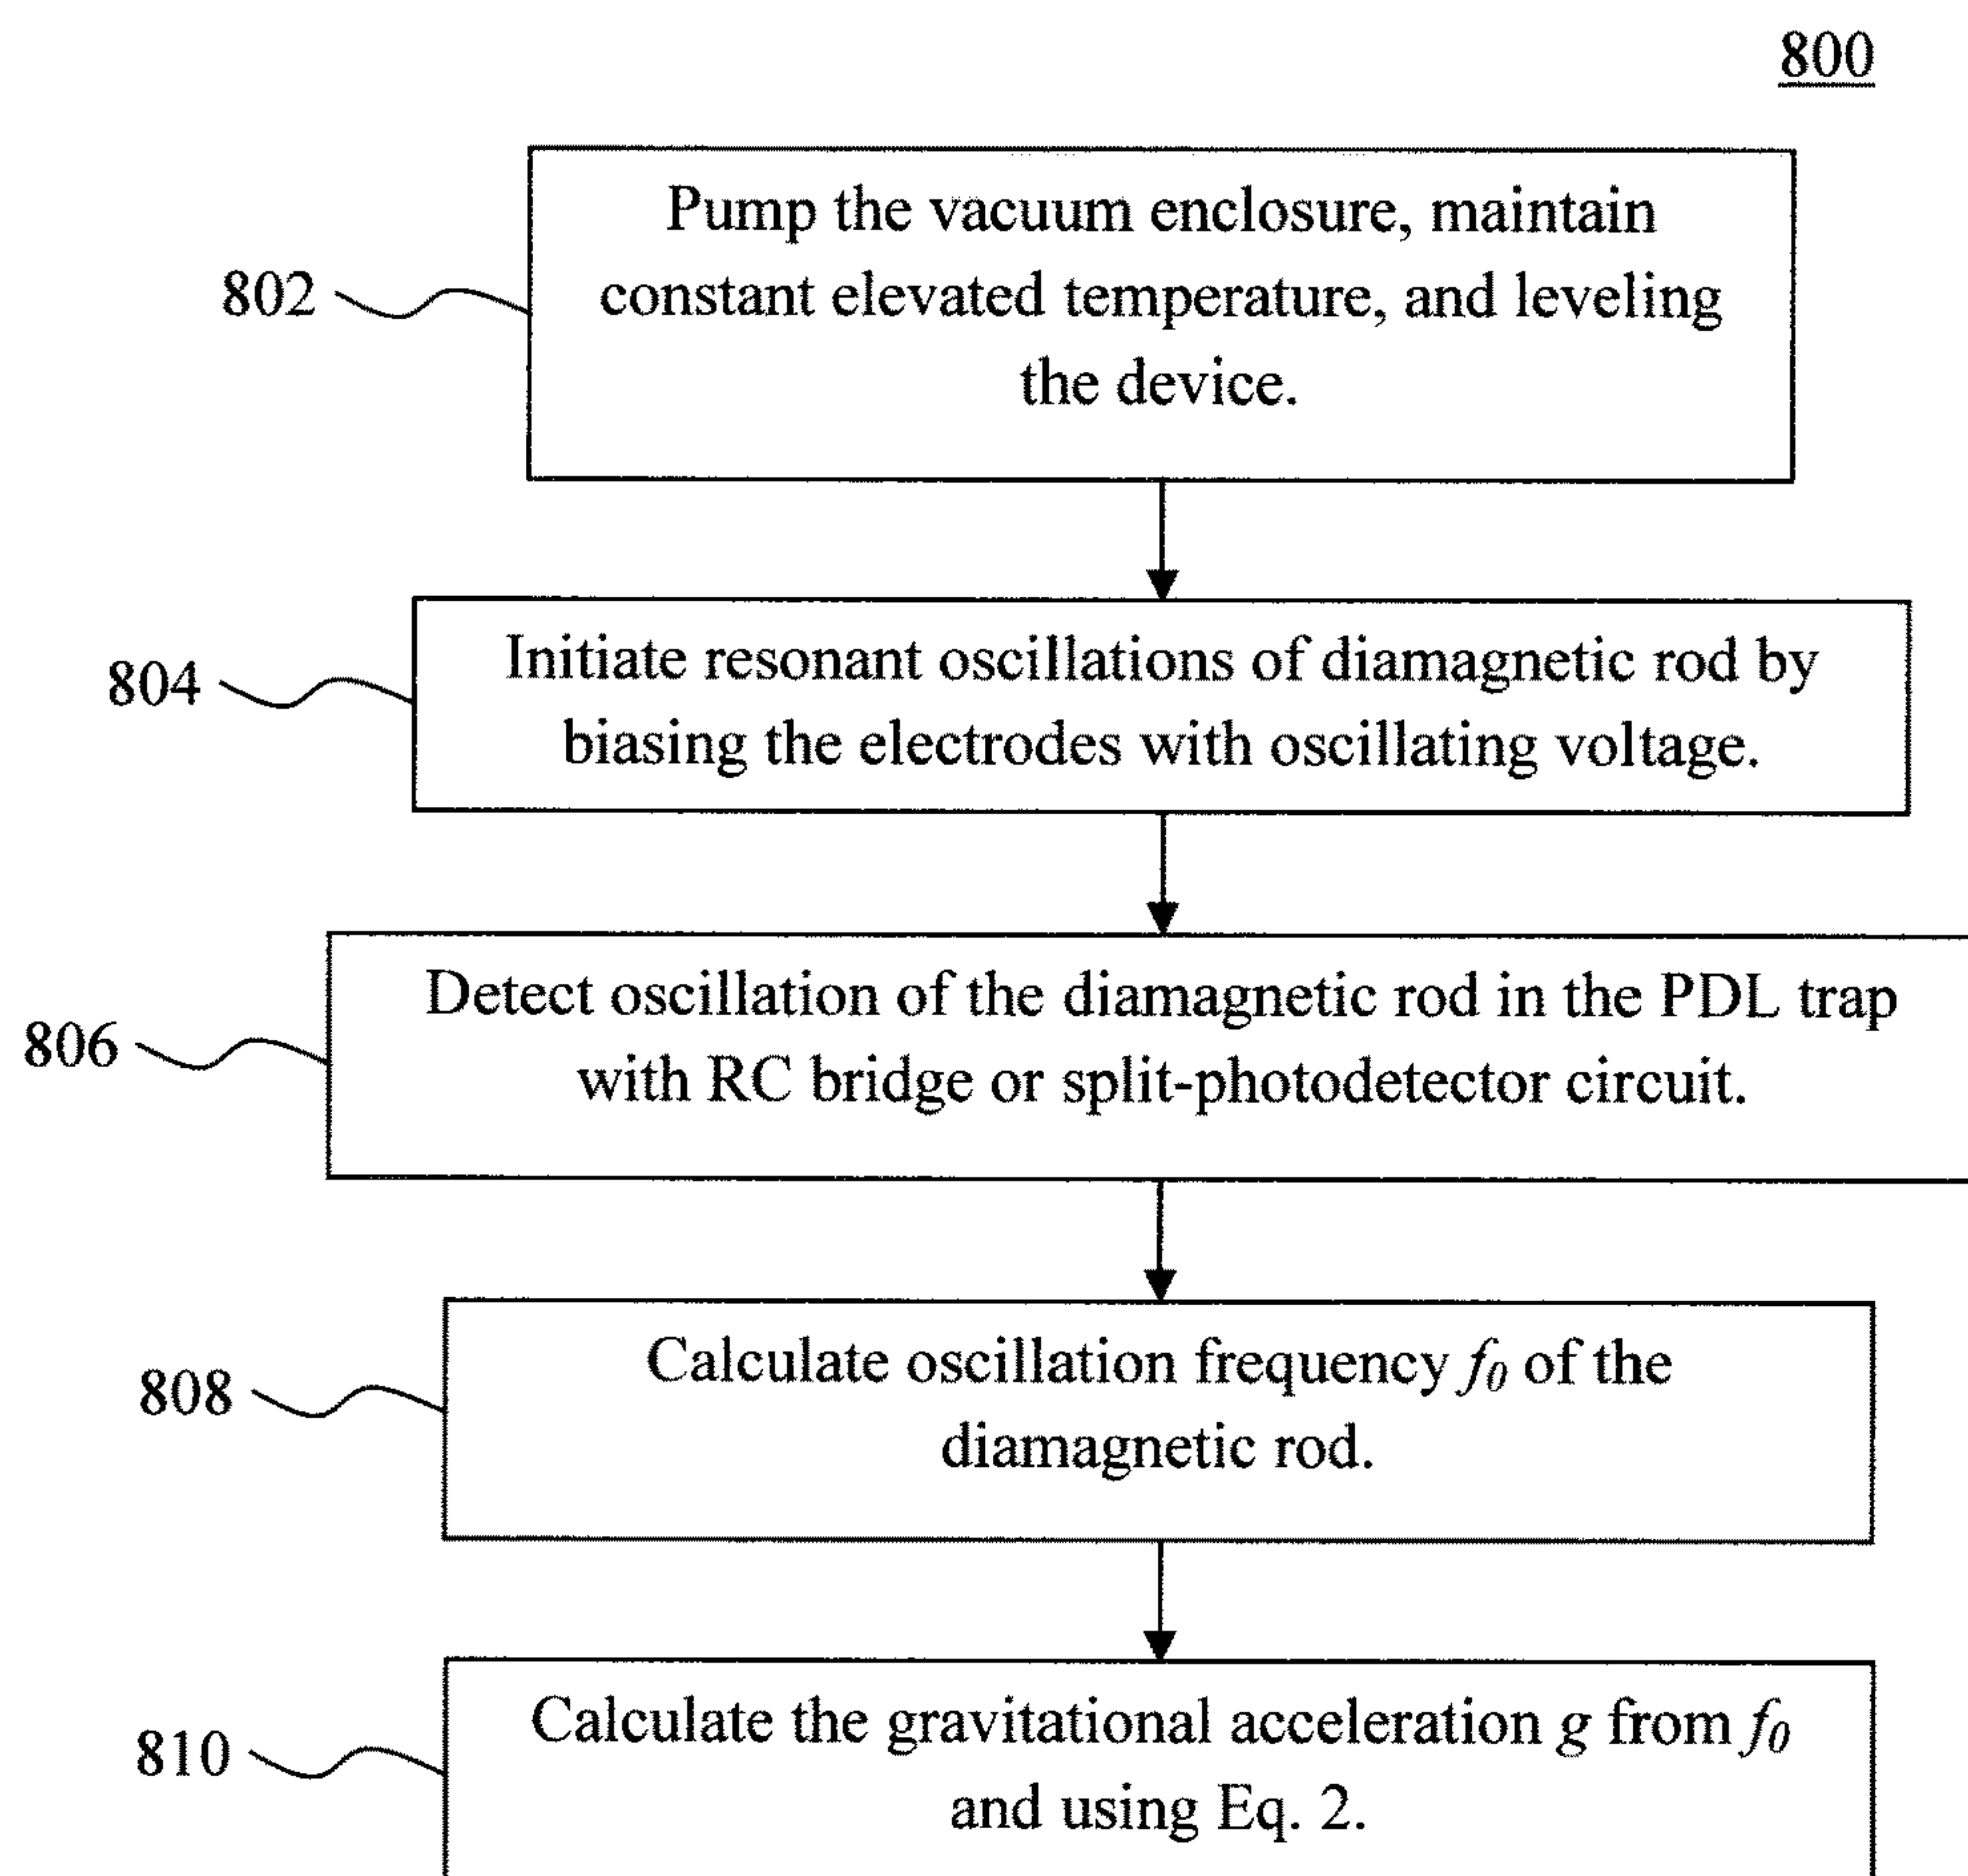 800
802
Pump the vacuum enclosure, maintain
constant elevated temperature, and leveling
the device.
804
Initiate resonant oscillations of diamagnetic rod by
biasing the electrodes with oscillating voltage.
806
Detect oscillation of the diamagnetic rod in the PDL trap
with RC bridge or split-photodetector circuit.
808
Calculate oscillation frequency f₀ of the
diamagnetic rod.
810
Calculate the gravitational acceleration g from f₀
and using Eq. 2.